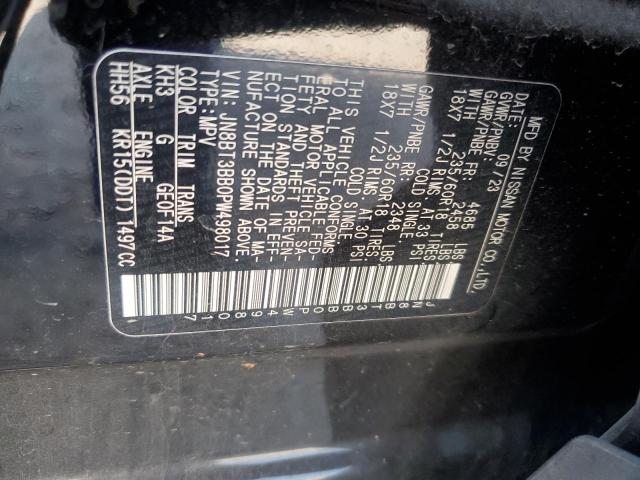 MFD BY NISSAN MOTOR CO.,LTD.
DATE: 09/23
GVWR/PNBV: 4685 LBS
GAWR/PNBE FR: 2458 LBS
WITH 235/60R18 TIRES
18X7 1/2J RIMS, AT 33 PSI
COLD SINGLE,
GAWR/PNBE RR: 2348 LBS
WITH 235/60R18 TIRES
18X7 1/2J RIMS, AT 30 PSI
COLD SINGLE,
THIS VEHICLE CONFORMS
TO ALL APPLICABLE FED-
ERAL MOTOR VEHICLE SA-
FETY AND THEFT PREVEN-
TION STANDARDS IN EFF-
ECT ON THE DATE OF MA-
NUFACTURE SHOWN ABOVE
VIN: JN8BT3BB0PW498017
TYPE: MPV
COLOR TRIM TRANS
KH3 G GE0F14A
AXLE ENGINE
HH56 KR15(DDT) T497CC
JN8BT3BB0PW498017